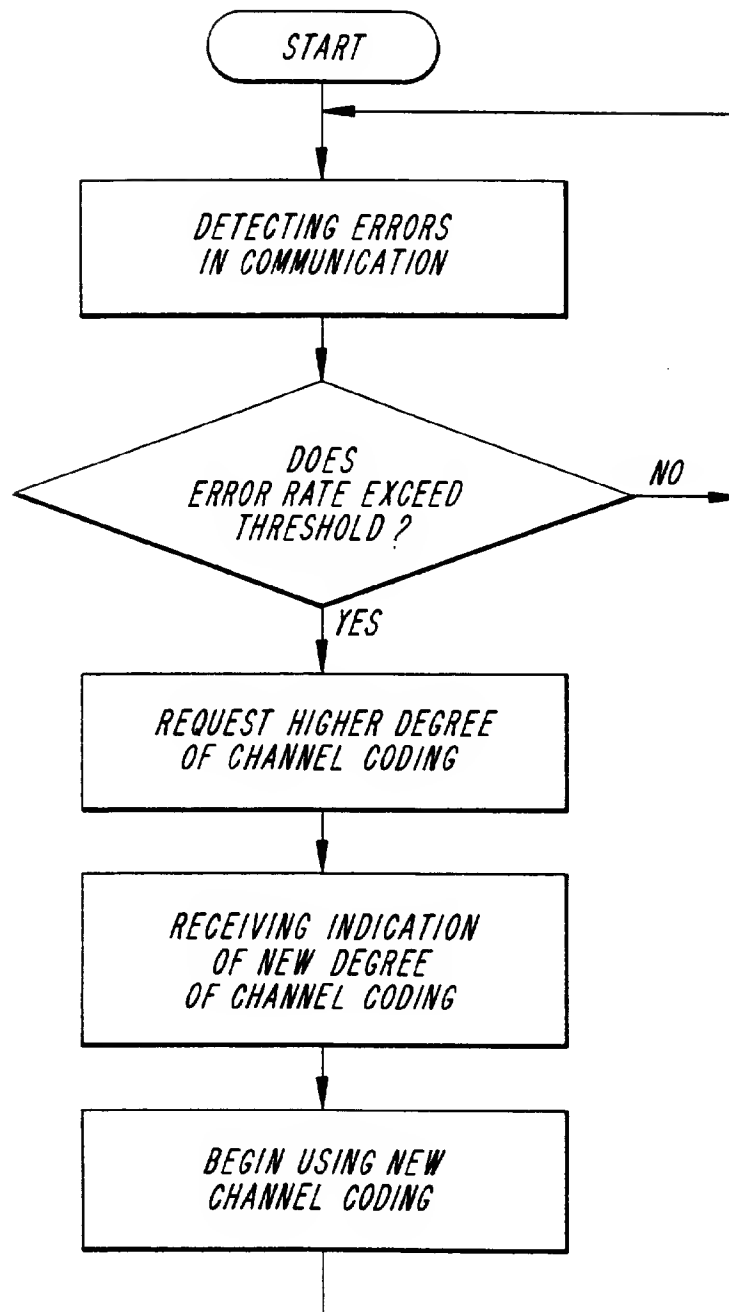 START
DETECTING ERRORS
IN COMMUNICATION
DOES
ERROR RATE EXCEED
THRESHOLD ?
NO
YES
REQUEST HIGHER DEGREE
OF CHANNEL CODING
RECEIVING INDICATION
OF NEW DEGREE
OF CHANNEL CODING
BEGIN USING NEW
CHANNEL CODING